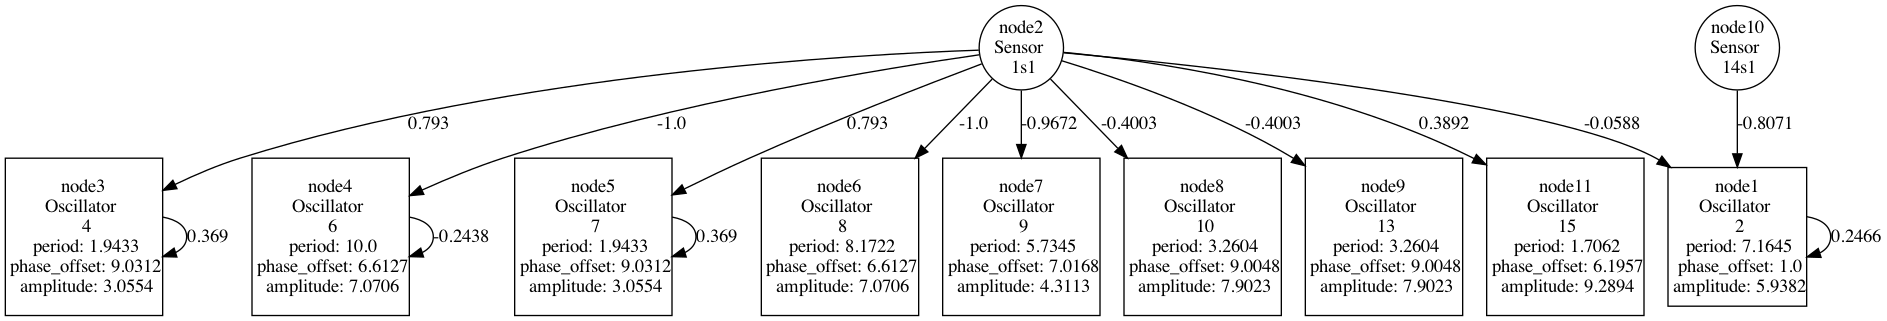 node2
Sensor
1s1
node10
Sensor
14s1
0.793
-1.0
0.793
-1.0
-0.9672
-0.4003
-0.4003
0.3892
-0.0588
-0.8071
node3
Oscillator
4
period: 1.9433
phase_offset: 9.0312
amplitude: 3.0554
0.369
node4
Oscillator
6
period: 10.0
phase_offset: 6.6127
amplitude: 7.0706
-0.2438
node5
Oscillator
7
period: 1.9433
phase_offset: 9.0312
amplitude: 3.0554
0.369
node6
Oscillator
8
period: 8.1722
phase_offset: 6.6127
amplitude: 7.0706
node7
Oscillator
9
period: 5.7345
phase_offset: 7.0168
amplitude: 4.3113
node8
Oscillator
10
period: 3.2604
phase_offset: 9.0048
amplitude: 7.9023
node9
Oscillator
13
period: 3.2604
phase_offset: 9.0048
amplitude: 7.9023
node11
Oscillator
15
period: 1.7062
phase_offset: 6.1957
amplitude: 9.2894
node1
Oscillator
2
period: 7.1645
phase_offset: 1.0
amplitude: 5.9382
0.2466